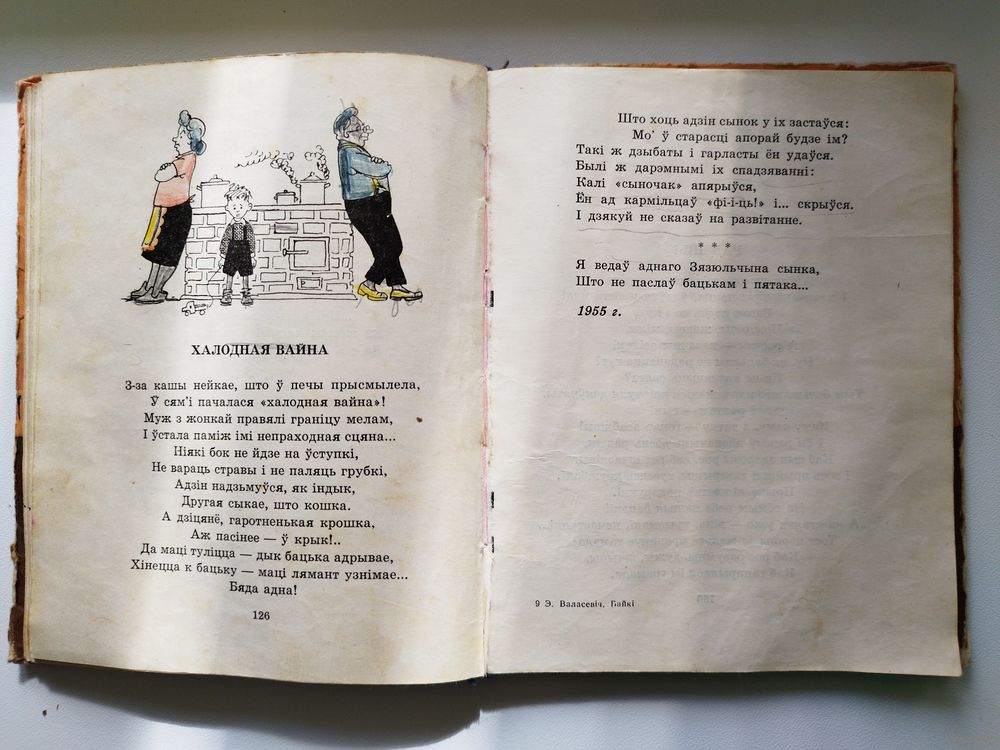 ХАЛОДНАЯ ВАЙНА
З-за кашы нейкае, што ў печы прысмылела,
Ў сям'і пачалася «халодная вайна»!
Муж з жонкай правялі граніцу мелам,
І ўстала паміж імі непраходная сцяна...
Ніякі бок не йдзе на ўступкі,
Не вараць стравы і не паляць грубкі,
Адзін надзьмуўся, як індык,
Другая сыкае, што кошка.
А дзіцянё, гаротненькая крошка,
Аж пасінее — ў крык!..
Да маці туліцца — дык бацька адрывае,
Хінецца к бацьку — маці лямант узнімае...
Бяда адна!
126
Што хоць адзін сынок у іх застаўся:
Мо' ў старасці апорай будзе ім?
Такі ж дзыбаты і гарласты ён удаўся.
Былі ж дарэмнымі іх спадзяванні:
Калі «сыночак» апярыўся,
Ён ад кармільцаў «фі-і-ць!» і... скрыўся.
І дзякуй не сказаў на развітанне.
* * *
Я ведаў аднаго Зязюльчына сынка,
Што не паслаў бацькам і пятака...
1955 г.
9 Э. Валасевіч, Байкі